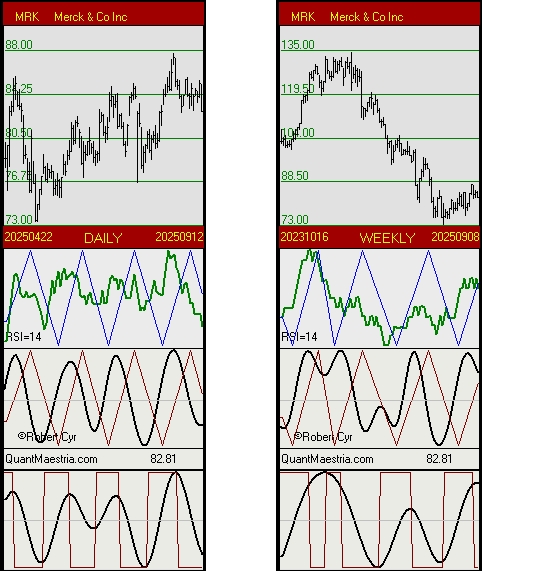 MRK Merck & Co Inc
88.00
84.25
80.50
76.75
73.00
20250422 DAILY 20250912
RSI=14
©Robert Cyr
QuantMaestria.com 82.81
MRK Merck & Co Inc
135.00
119.50
104.00
88.50
73.00
20231016 WEEKLY 20250908
RSI=14
©Robert Cyr
QuantMaestria.com 82.81